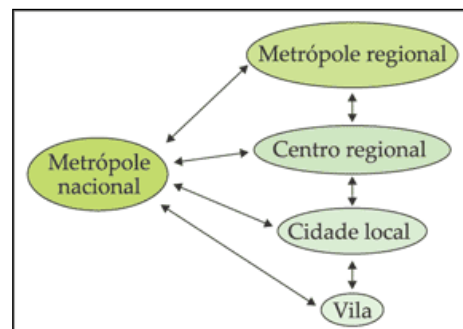 Metrópole regional
Centro regional
Metrópole
nacional
Cidade local
Vila